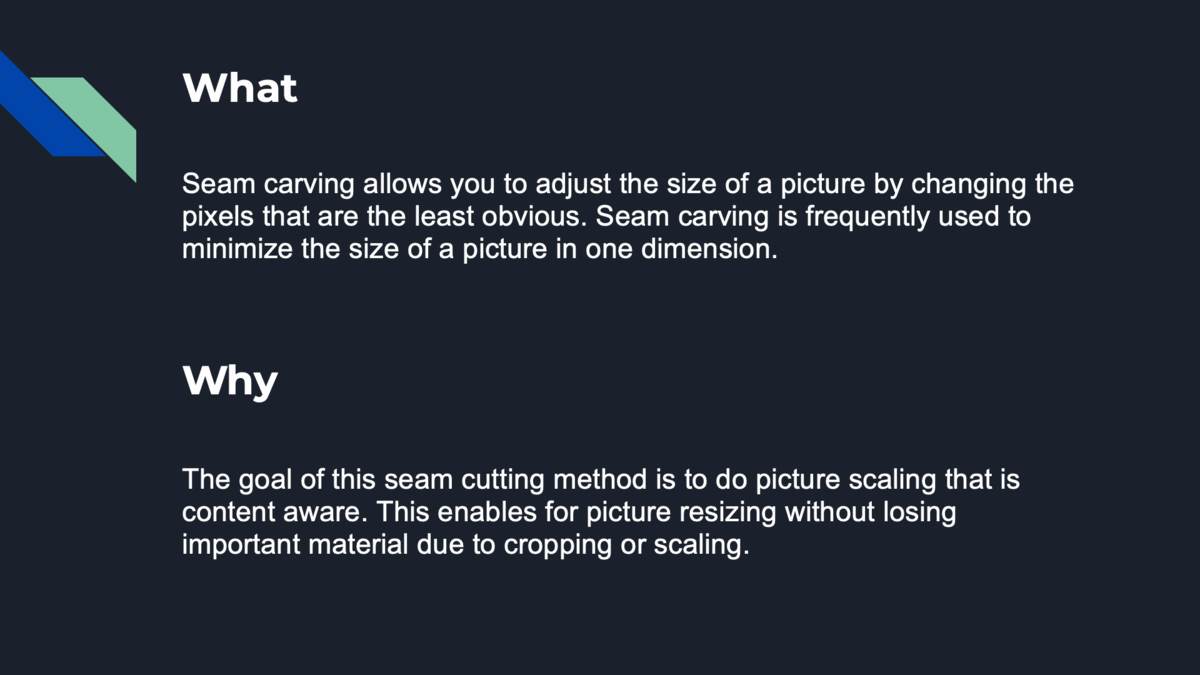 What
Seam carving allows you to adjust the size of a picture by changing the
pixels that are the least obvious. Seam carving is frequently used to
minimize the size of a picture in one dimension.
Why
The goal of this seam cutting method is to do picture scaling that is
content aware. This enables for picture resizing without losing
important material due to cropping or scaling.